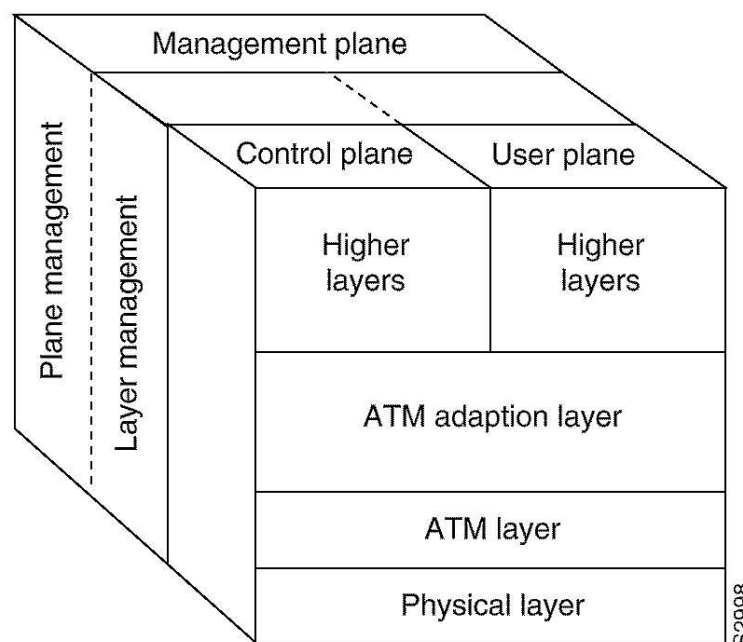 Management plane
Control plane
User plane
Plane management
Layer management
Higher
layers
Higher
layers
ATM adaption layer
ATM layer
Physical layer